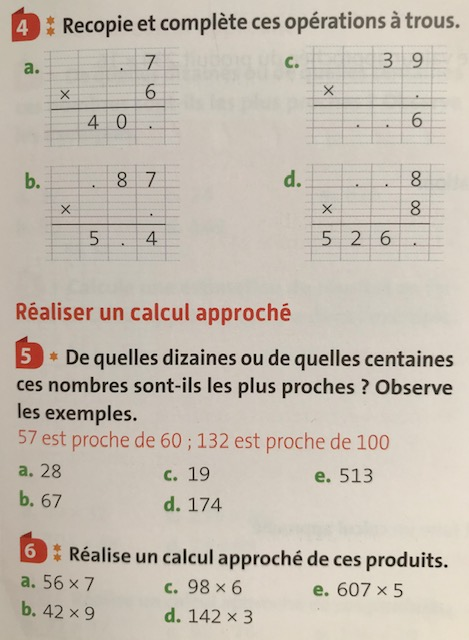 4 Recopie et complète ces opérations à trous.
a. . 7
× 6
4 0 .
c. 3 9
× .
. . 6
b. . 8 7
× .
5 . 4
d. . . 8
× 8
5 2 6 .
Réaliser un calcul approché
5 * De quelles dizaines ou de quelles centaines
ces nombres sont-ils les plus proches ? Observe
les exemples.
57 est proche de 60 ; 132 est proche de 100
a. 28 c. 19 e. 513
b. 67 d. 174
6 Réalise un calcul approché de ces produits.
a. 56 × 7 c. 98 × 6 e. 607 × 5
b. 42 × 9 d. 142 × 3